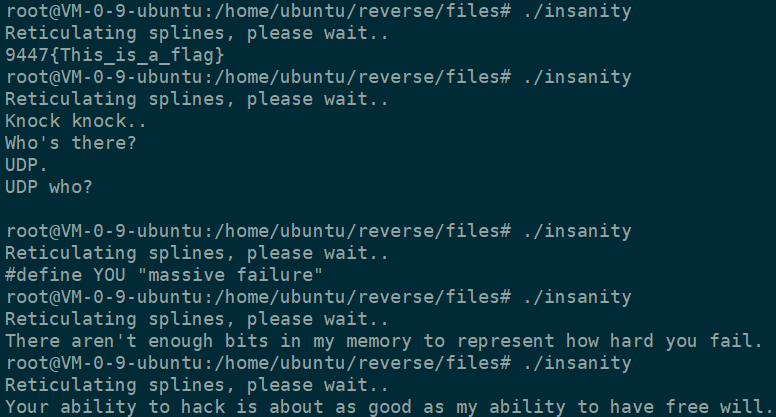 root@VM-0-9-ubuntu:/home/ubuntu/reverse/files# ./insanity
Reticulating splines, please wait..
9447{This_is_a_flag}
root@VM-0-9-ubuntu:/home/ubuntu/reverse/files# ./insanity
Reticulating splines, please wait..
Knock knock..
Who's there?
UDP.
UDP who?
root@VM-0-9-ubuntu:/home/ubuntu/reverse/files# ./insanity
Reticulating splines, please wait..
#define YOU "massive failure"
root@VM-0-9-ubuntu:/home/ubuntu/reverse/files# ./insanity
Reticulating splines, please wait..
There aren't enough bits in my memory to represent how hard you fail.
root@VM-0-9-ubuntu:/home/ubuntu/reverse/files# ./insanity
Reticulating splines, please wait..
Your ability to hack is about as good as my ability to have free will.